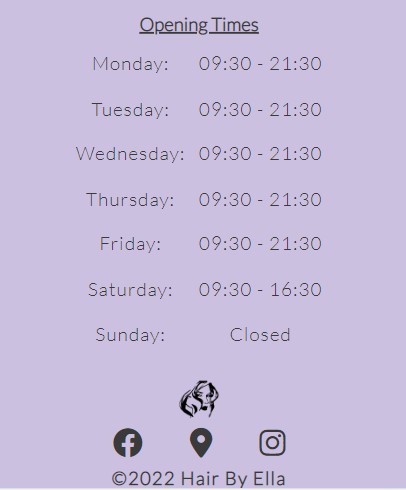 Opening Times
Monday: 09:30 - 21:30
Tuesday: 09:30 - 21:30
Wednesday: 09:30 - 21:30
Thursday: 09:30 - 21:30
Friday: 09:30 - 21:30
Saturday: 09:30 - 16:30
Sunday: Closed
©2022 Hair By Ella